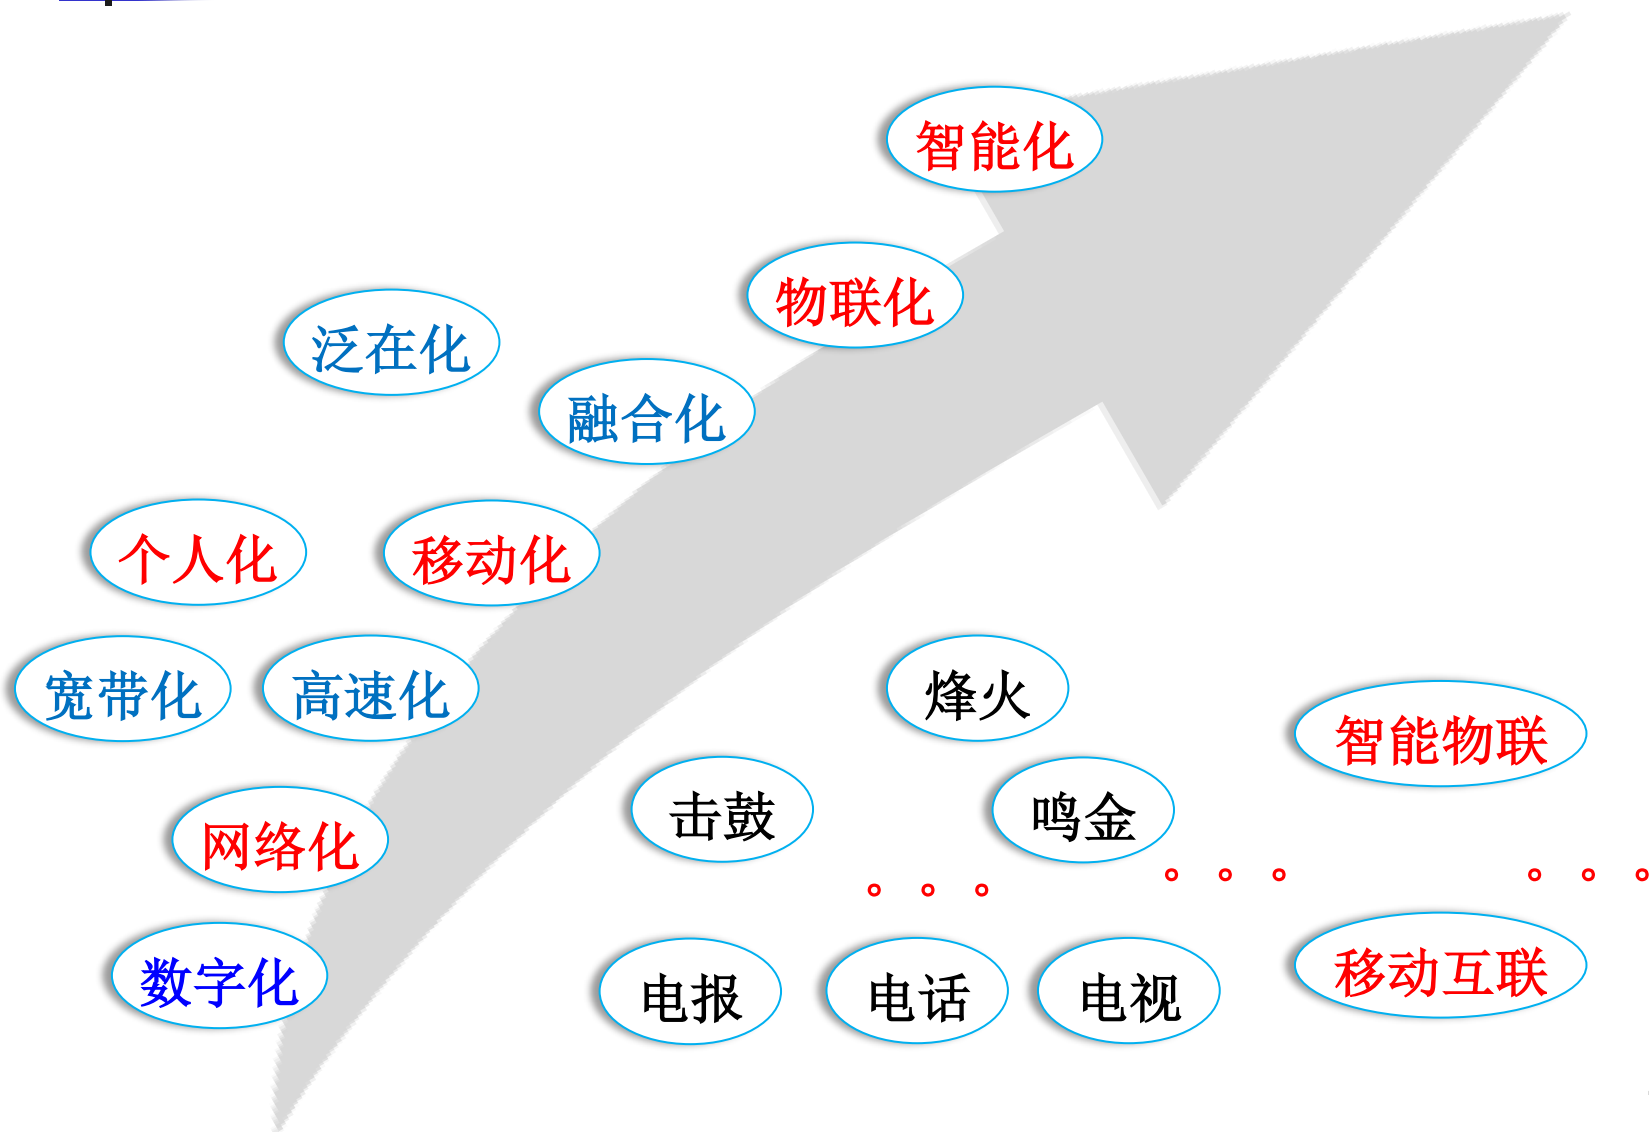 智能化
物联化
泛在化
融合化
个人化
移动化
宽带化
高速化
烽火
智能物联
击鼓
鸣金
网络化
。。。
。。。
。。。
数字化
电报
电话
电视
移动互联